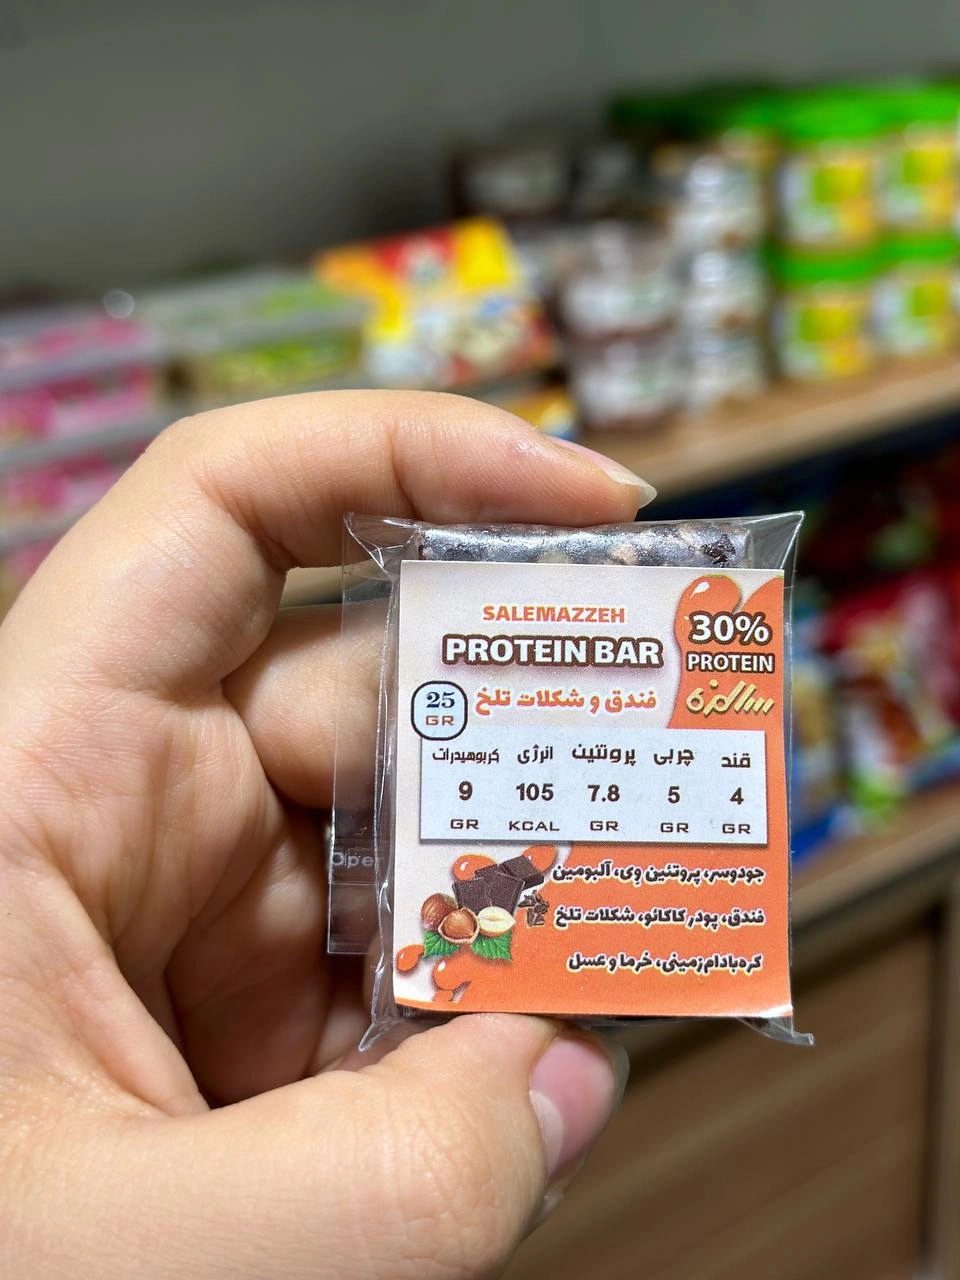 SALEMAZZEH
PROTEIN BAR
30%
PROTEIN
سالمزه
25
GR
فندق و شکلات تلخ
قند چربی پروتئین انرژی کربوهیدرات
4 5 7.8 105 9
GR GR GR KCAL GR
جودوسر، پروتئین وی، آلبومین
فندق، پودر کاکائو، شکلات تلخ
کره‌بادام‌زمینی، خرما و عسل
Open